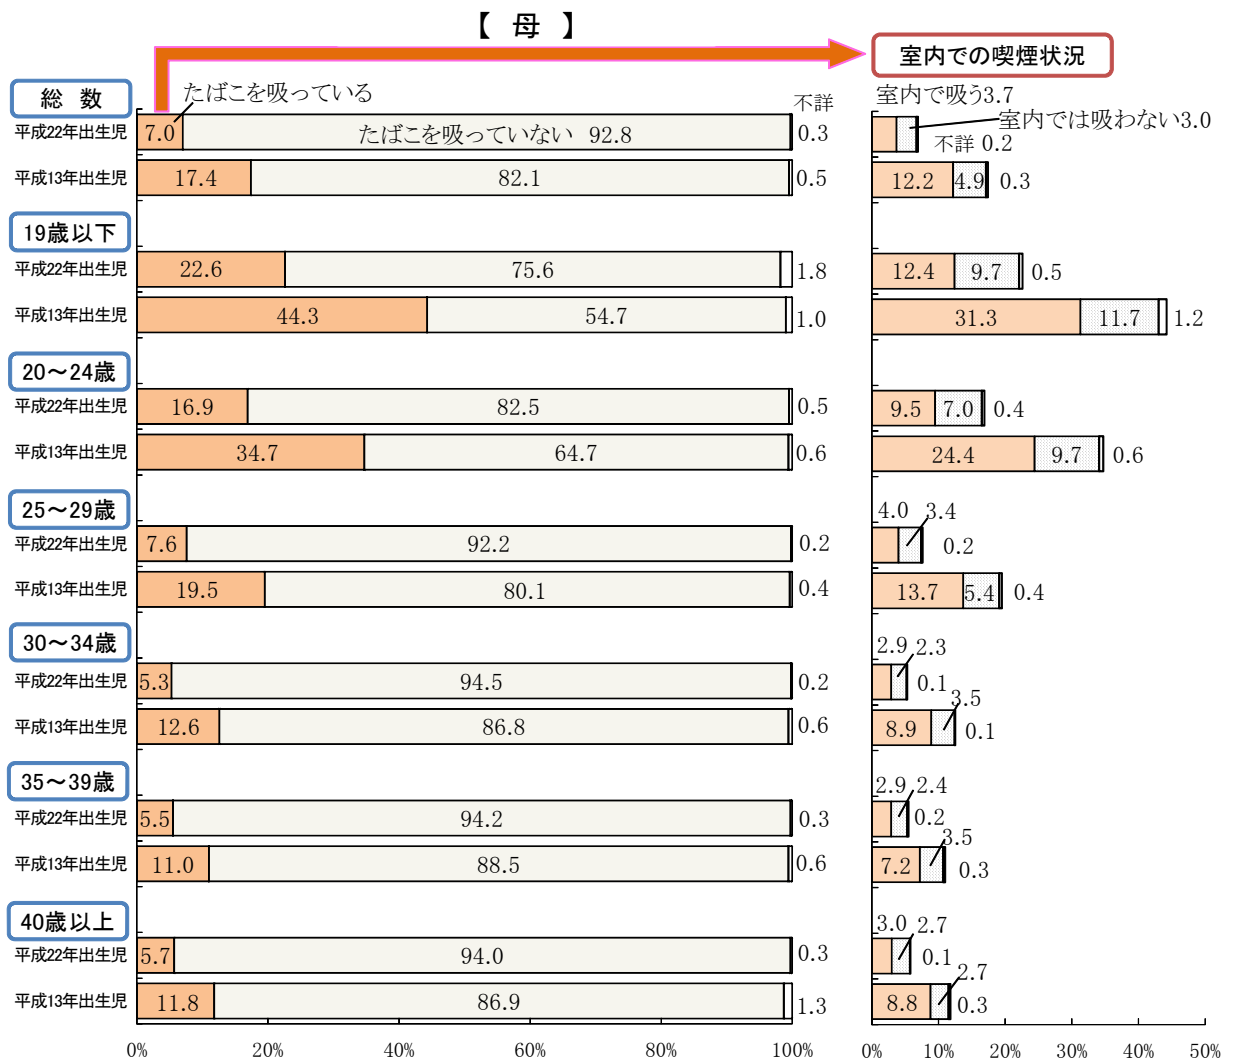 【 母 】
室内での喫煙状況
総 数
たばこを吸っている
不詳
室内で吸う3.7
平成22年出生児 7.0 たばこを吸っていない 92.8 0.3
室内では吸わない3.0
不詳 0.2
平成13年出生児 17.4 82.1 0.5 12.2 4.9 0.3
19歳以下
平成22年出生児 22.6 75.6 1.8 12.4 9.7 0.5
平成13年出生児 44.3 54.7 1.0 31.3 11.7 1.2
20～24歳
平成22年出生児 16.9 82.5 0.5 9.5 7.0 0.4
平成13年出生児 34.7 64.7 0.6 24.4 9.7 0.6
25～29歳
平成22年出生児 7.6 92.2 0.2 4.0 3.4 0.2
平成13年出生児 19.5 80.1 0.4 13.7 5.4 0.4
30～34歳
平成22年出生児 5.3 94.5 0.2 2.9 2.3 0.1
平成13年出生児 12.6 86.8 0.6 8.9 3.5 0.1
35～39歳
平成22年出生児 5.5 94.2 0.3 2.9 2.4 0.2
平成13年出生児 11.0 88.5 0.6 7.2 3.5 0.3
40歳以上
平成22年出生児 5.7 94.0 0.3 3.0 2.7 0.1
平成13年出生児 11.8 86.9 1.3 8.8 2.7 0.3
0% 20% 40% 60% 80% 100% 0% 10% 20% 30% 40% 50%